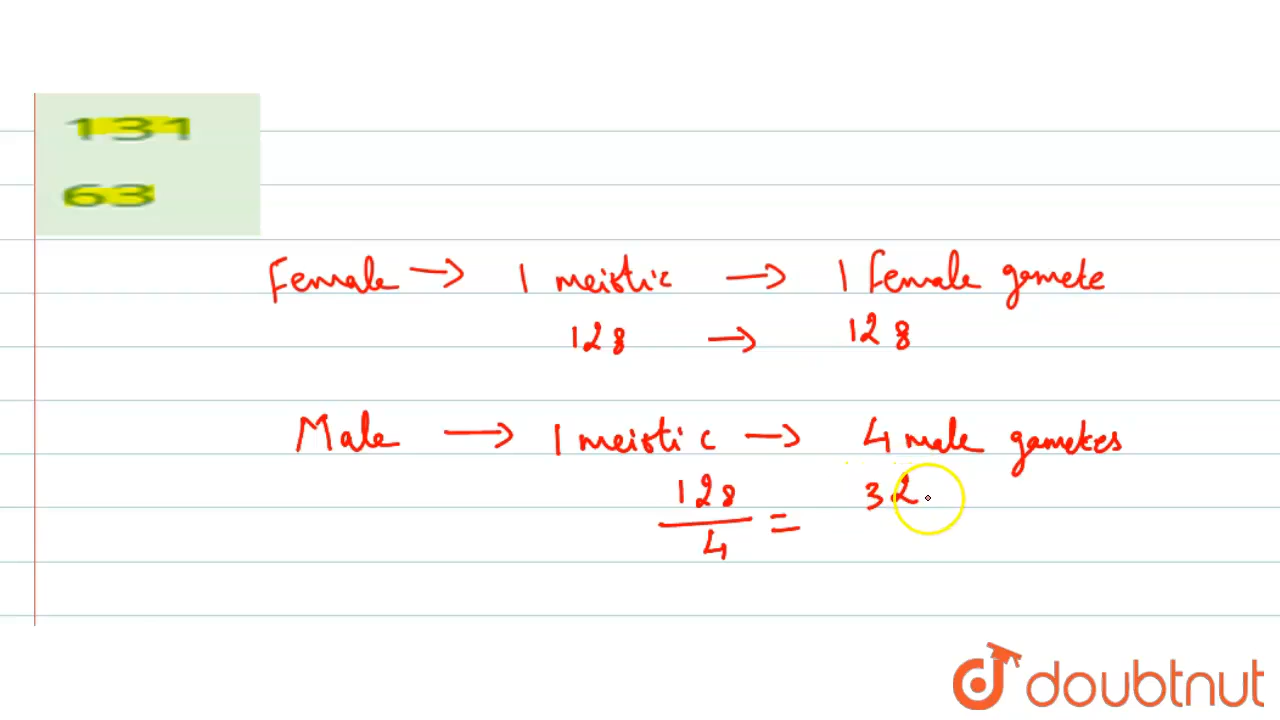 131
63
Female → 1 meiotic → 1 female gamete
128 → 128
Male → 1 meiotic → 4 male gametes
128/4 = 32
doubtnut